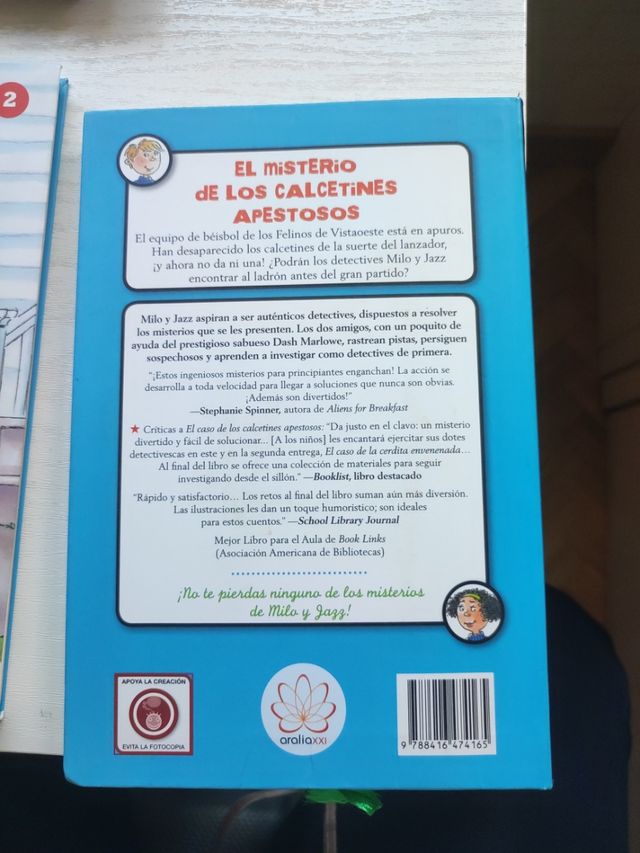 2
EL MiSTERiO
DE LOS CALCETiNES
APESTOSOS
El equipo de béisbol de los Felinos de Vistaoeste está en apuros.
Han desaparecido los calcetines de la suerte del lanzador,
¡y ahora no da ni una! ¿Podrán los detectives Milo y Jazz
encontrar al ladrón antes del gran partido?
Milo y Jazz aspiran a ser auténticos detectives, dispuestos a resolver
los misterios que se les presenten. Los dos amigos, con un poquito de
ayuda del prestigioso sabueso Dash Marlowe, rastrean pistas, persiguen
sospechosos y aprenden a investigar como detectives de primera.
"¡Estos ingeniosos misterios para principiantes enganchan! La acción se
desarrolla a toda velocidad para llegar a soluciones que nunca son obvias.
¡Además son divertidos!"
—Stephanie Spinner, autora de Aliens for Breakfast
★ Críticas a El caso de los calcetines apestosos: "Da justo en el clavo: un misterio
divertido y fácil de solucionar... [A los niños] les encantará ejercitar sus dotes
detectivescas en este y en la segunda entrega, El caso de la cerdita envenenada...
Al final del libro se ofrece una colección de materiales para seguir
investigando desde el sillón." —Booklist, libro destacado
"Rápido y satisfactorio... Los retos al final del libro suman aún más diversión.
Las ilustraciones les dan un toque humorístico; son ideales
para estos cuentos." —School Library Journal
Mejor Libro para el Aula de Book Links
(Asociación Americana de Bibliotecas)
¡No te pierdas ninguno de los misterios
de Milo y Jazz!
APOYA LA CREACIÓN
EVITA LA FOTOCOPIA
araliaxxi
9 788416 474165